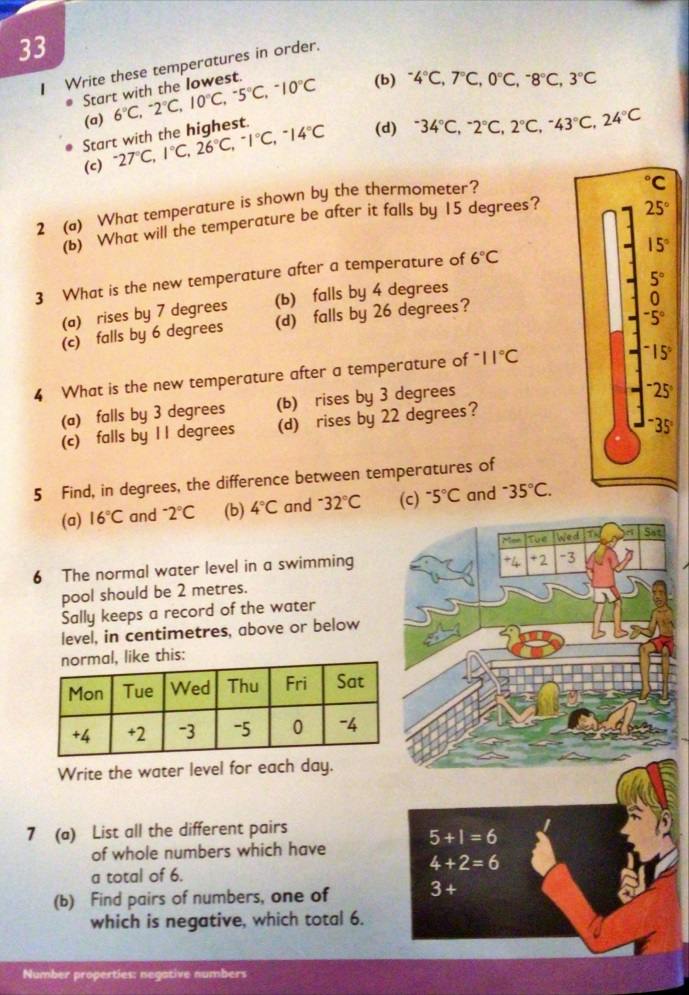 33
1 Write these temperatures in order.
• Start with the lowest.
(a) 6°C, ⁻2°C, 10°C, ⁻5°C, ⁻10°C
(b) ⁻4°C, 7°C, 0°C, ⁻8°C, 3°C
• Start with the highest.
(c) ⁻27°C, 1°C, 26°C, ⁻1°C, ⁻14°C
(d) ⁻34°C, ⁻2°C, 2°C, ⁻43°C, 24°C
2 (a) What temperature is shown by the thermometer?
(b) What will the temperature be after it falls by 15 degrees?
°C
25°
15°
5°
0
⁻5°
⁻15°
⁻25°
⁻35°
3 What is the new temperature after a temperature of 6°C
(a) rises by 7 degrees
(b) falls by 4 degrees
(c) falls by 6 degrees
(d) falls by 26 degrees?
4 What is the new temperature after a temperature of ⁻11°C
(a) falls by 3 degrees
(b) rises by 3 degrees
(c) falls by 11 degrees
(d) rises by 22 degrees?
5 Find, in degrees, the difference between temperatures of
(a) 16°C and ⁻2°C (b) 4°C and ⁻32°C (c) ⁻5°C and ⁻35°C.
6 The normal water level in a swimming
pool should be 2 metres.
Sally keeps a record of the water
level, in centimetres, above or below
normal, like this:
Mon Tue Wed Thu Fri Sat
⁺4 ⁺2 ⁻3 ⁻5 0 ⁻4
Write the water level for each day.
Mon Tue Wed Th Sat
⁺4 ⁺2 ⁻3
7 (a) List all the different pairs
of whole numbers which have
a total of 6.
(b) Find pairs of numbers, one of
which is negative, which total 6.
5 + 1 = 6
4 + 2 = 6
3 +
Number properties: negative numbers